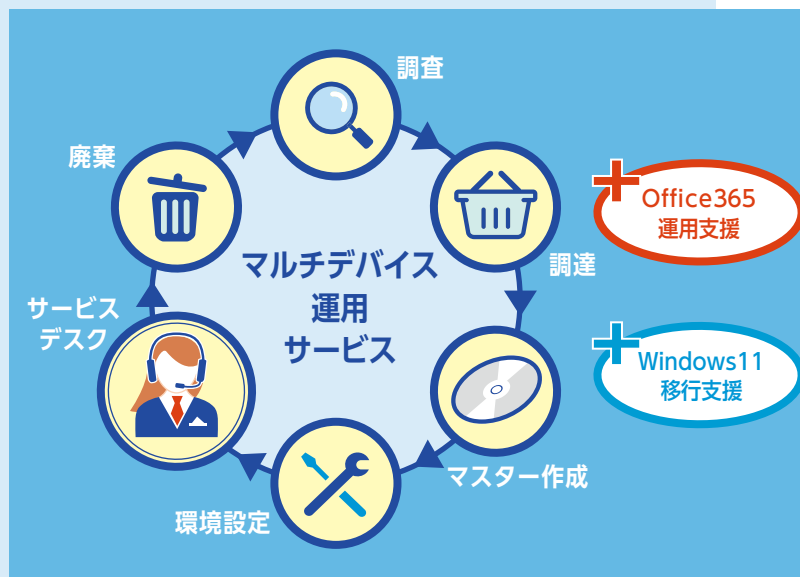 調査
廃棄
Office365
運用支援
マルチデバイス
運用
サービス
調達
サービス
デスク
Windows11
移行支援
マスター作成
環境設定